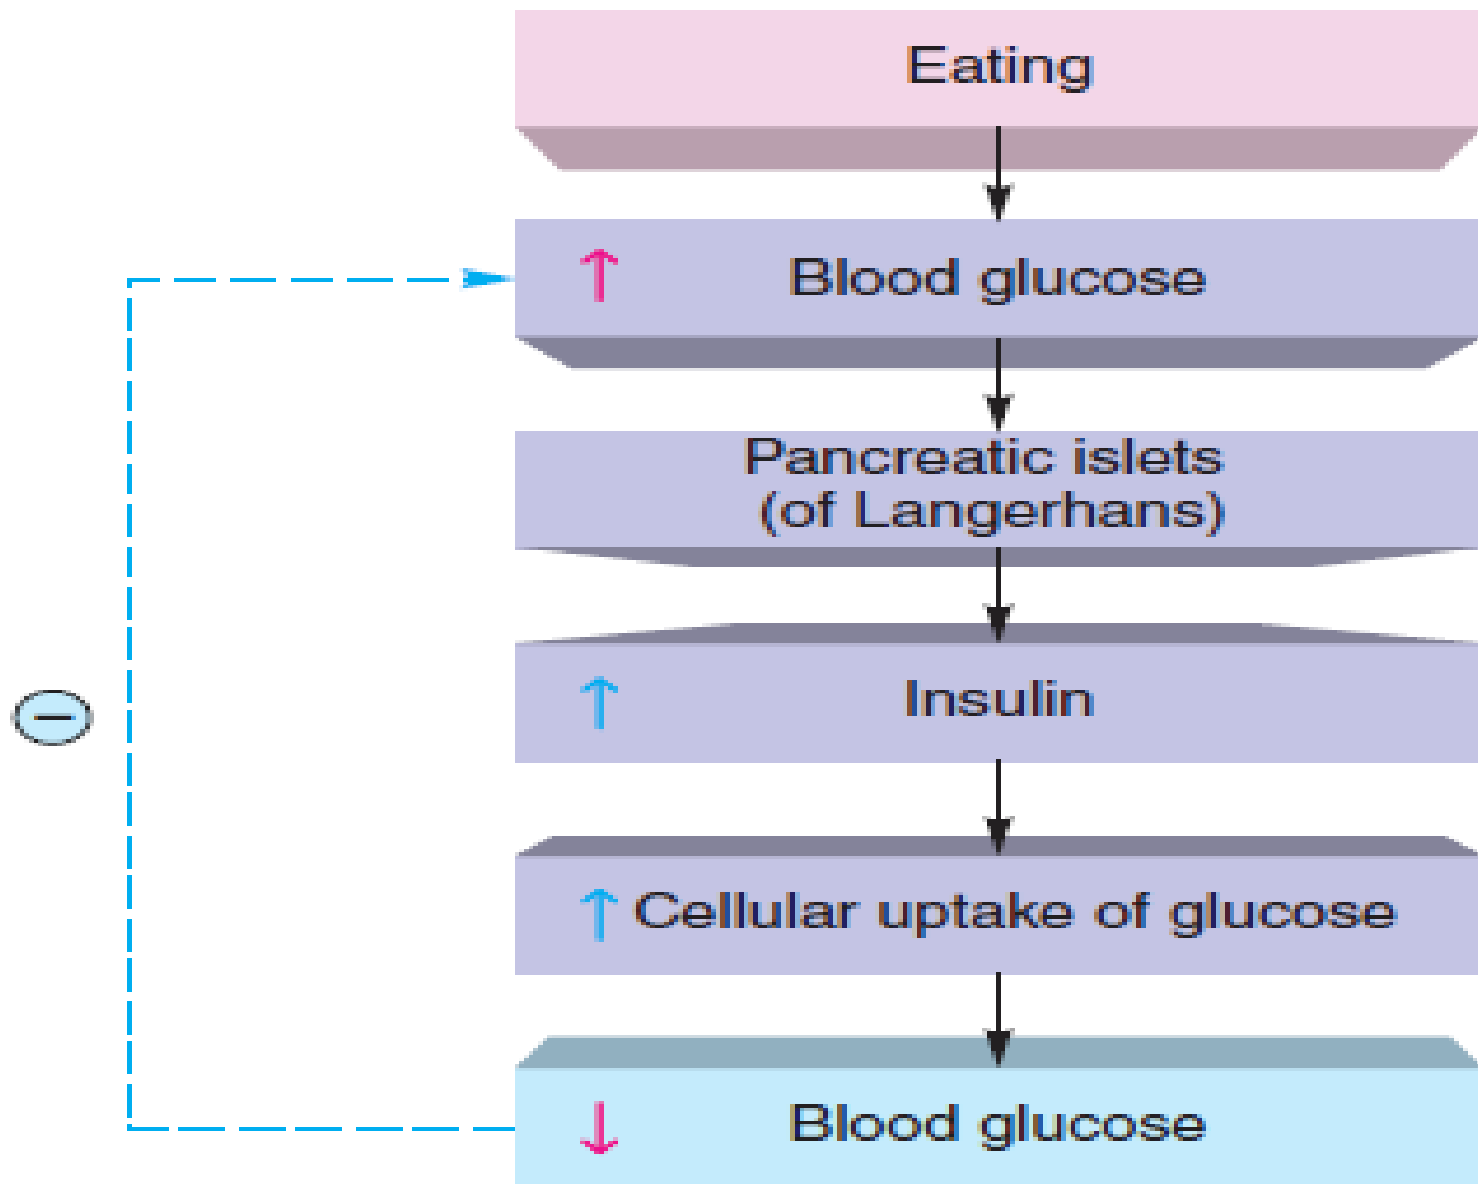 Eating
↑ Blood glucose
Pancreatic islets
(of Langerhans)
↑ Insulin
↑ Cellular uptake of glucose
↓ Blood glucose
−